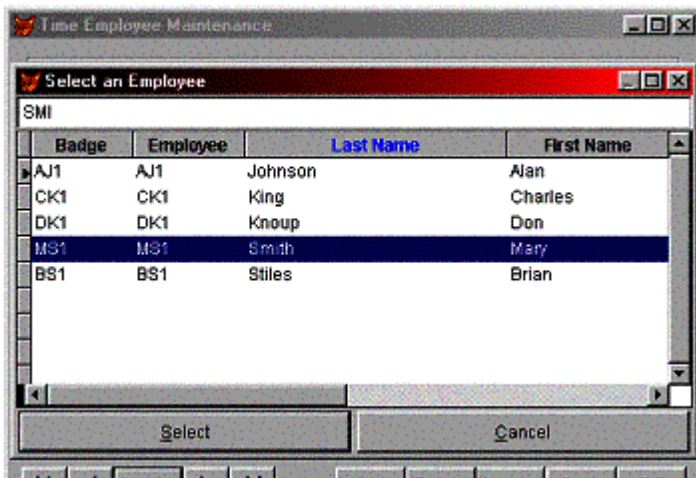 Time Employee Maintenance
Select an Employee
SMI
Badge Employee Last Name First Name
AJ1 AJ1 Johnson Alan
CK1 CK1 King Charles
DK1 DK1 Knoup Don
MS1 MS1 Smith Mary
BS1 BS1 Stiles Brian
Select Cancel